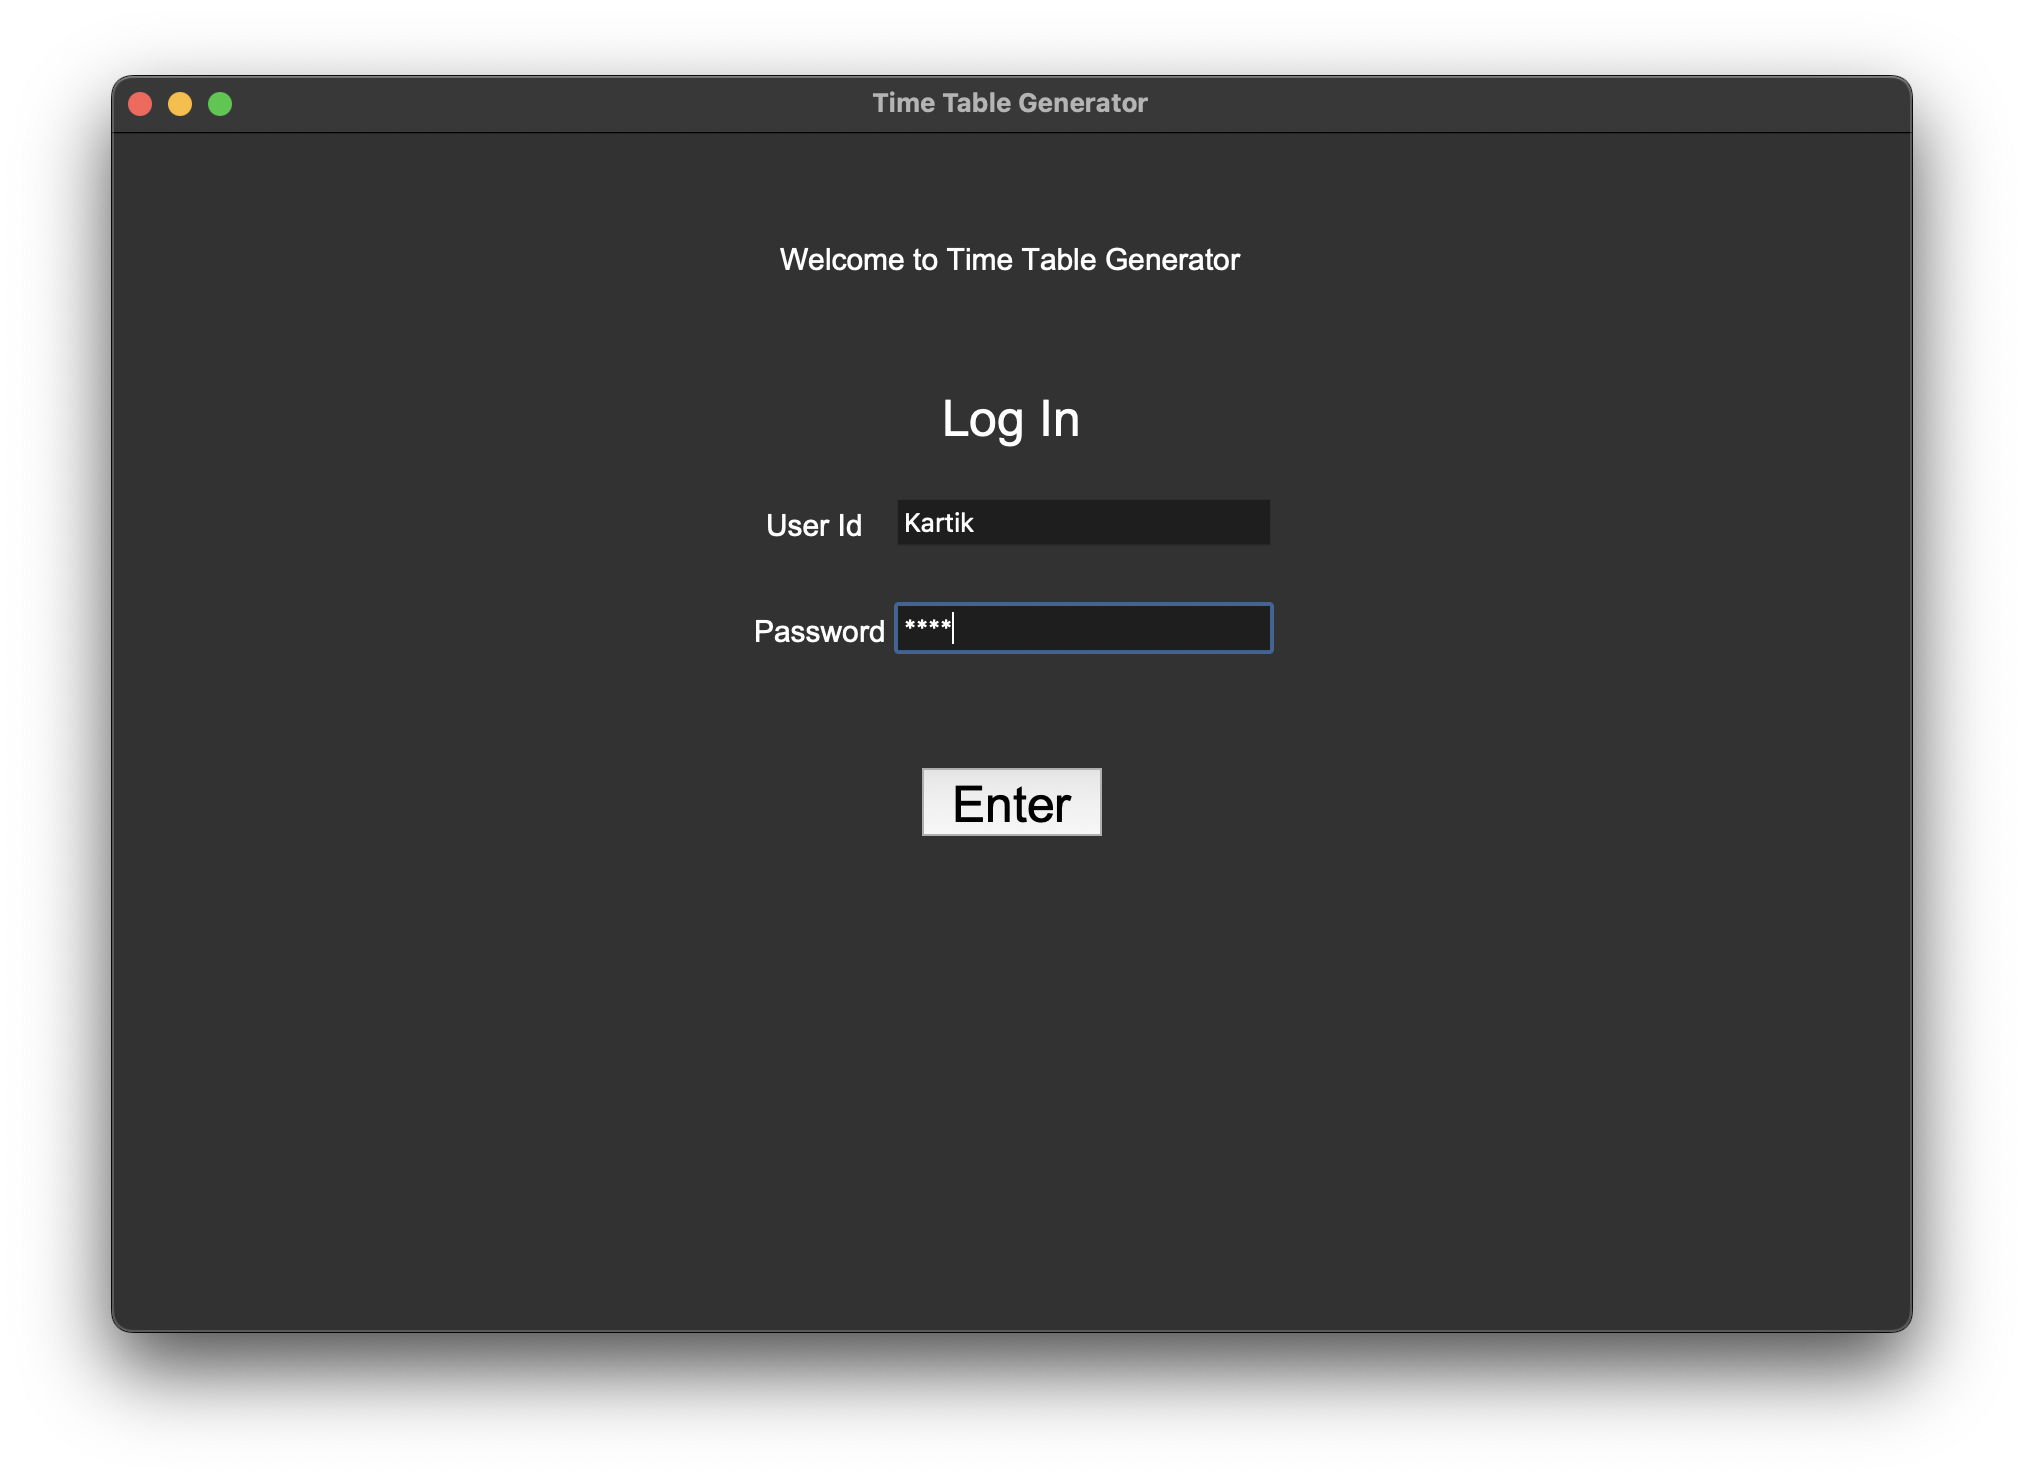 Time Table Generator
Welcome to Time Table Generator
Log In
User Id Kartik
Password ****
Enter